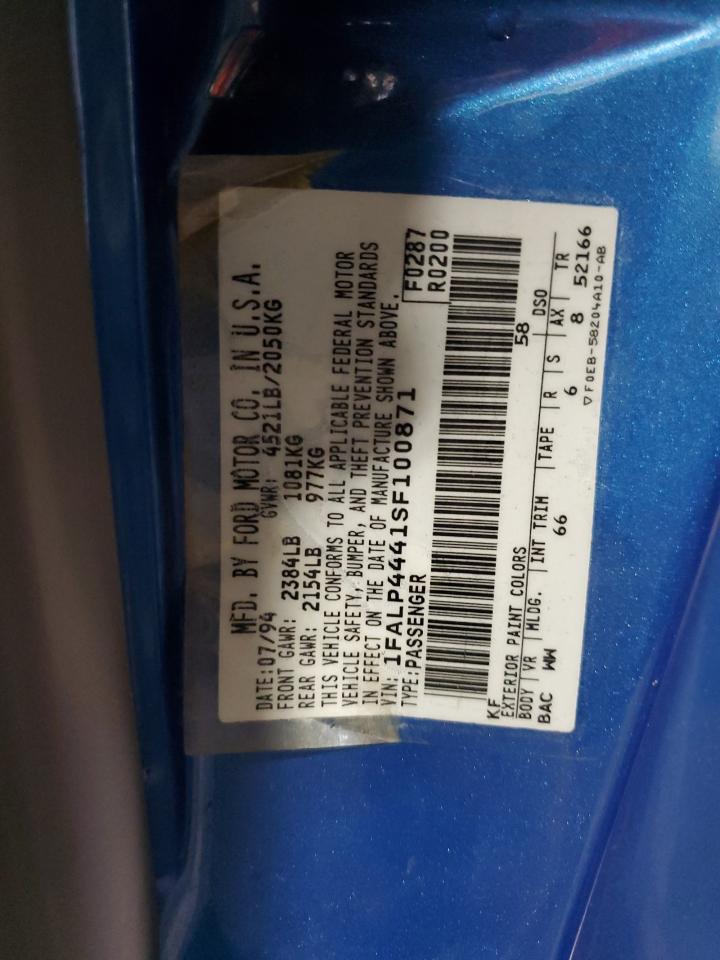 MFD. BY FORD MOTOR CO. IN U.S.A.
DATE: 07/94 GVWR: 4521LB/2050KG
FRONT GAWR: 2384LB 1081KG
REAR GAWR: 2154LB 977KG
THIS VEHICLE CONFORMS TO ALL APPLICABLE FEDERAL MOTOR
VEHICLE SAFETY, BUMPER, AND THEFT PREVENTION STANDARDS
IN EFFECT ON THE DATE OF MANUFACTURE SHOWN ABOVE.
VIN: 1FALP4441SF100871 F0287
TYPE: PASSENGER R0200
KF 58
EXTERIOR PAINT COLORS DSO
BODY VR MLDG. INT TRIM TAPE R S AX TR
BAC WW 66 6 8 52166
▽ F0EB-58204A10-AB